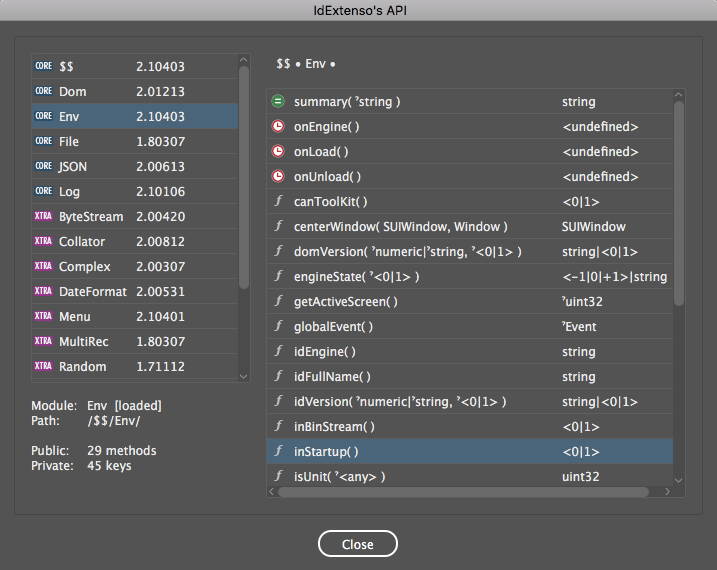 IdExtenso's API
CORE $$ 2.10403
CORE Dom 2.01213
CORE Env 2.10403
CORE File 1.80307
CORE JSON 2.00613
CORE Log 2.10106
XTRA ByteStream 2.00420
XTRA Collator 2.00812
XTRA Complex 2.00307
XTRA DateFormat 2.00531
XTRA Menu 2.10401
XTRA MultiRec 1.80307
XTRA Random 1.71112
Module: Env [loaded]
Path: /$$/Env/
Public: 29 methods
Private: 45 keys
$$ • Env •
= summary( ?string ) string
onEngine( ) <undefined>
onLoad( ) <undefined>
onUnload( ) <undefined>
ƒ canToolKit( ) <0|1>
ƒ centerWindow( SUIWindow, Window ) SUIWindow
ƒ domVersion( ?numeric|?string, ?<0|1> ) string|<0|1>
ƒ engineState( ?<0|1> ) <-1|0|+1>|string
ƒ getActiveScreen( ) ?uint32
ƒ globalEvent( ) ?Event
ƒ idEngine( ) string
ƒ idFullName( ) string
ƒ idVersion( ?numeric|?string, ?<0|1> ) string|<0|1>
ƒ inBinStream( ) <0|1>
ƒ inStartup( ) <0|1>
ƒ isUnit( ?<any> ) uint32
Close